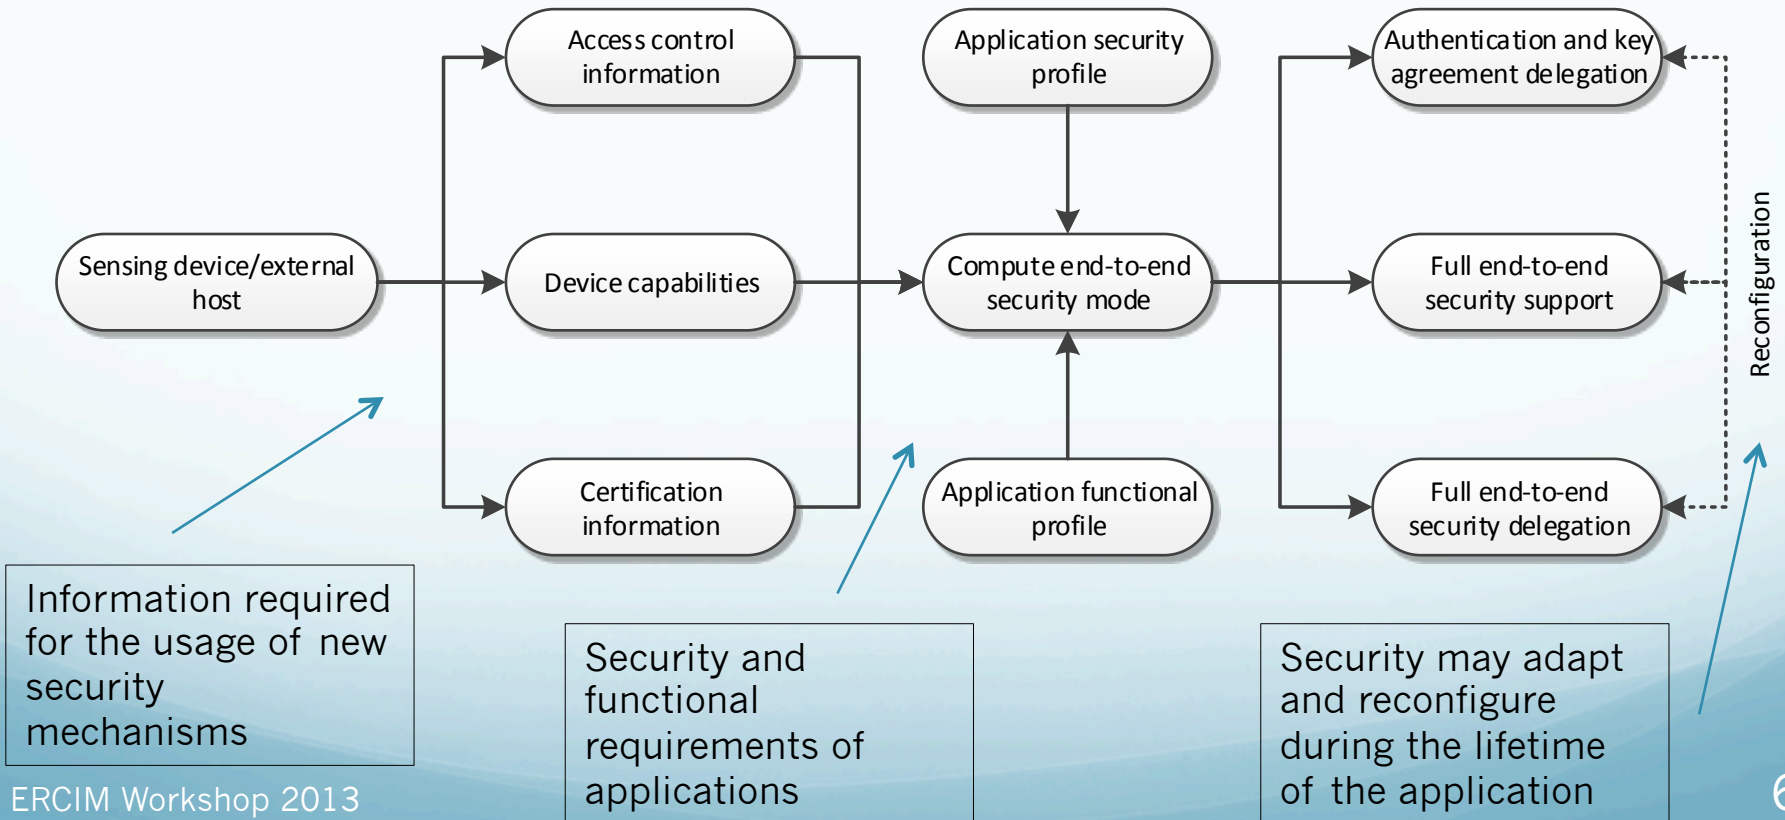 Access control
information
Application security
profile
Authentication and key
agreement delegation
Sensing device/external
host
Device capabilities
Compute end-to-end
security mode
Full end-to-end
security support
Reconfiguration
Certification
information
Application functional
profile
Full end-to-end
security delegation
Information required
for the usage of new
security
mechanisms
Security and
functional
requirements of
applications
Security may adapt
and reconfigure
during the lifetime
of the application
ERCIM Workshop 2013
6